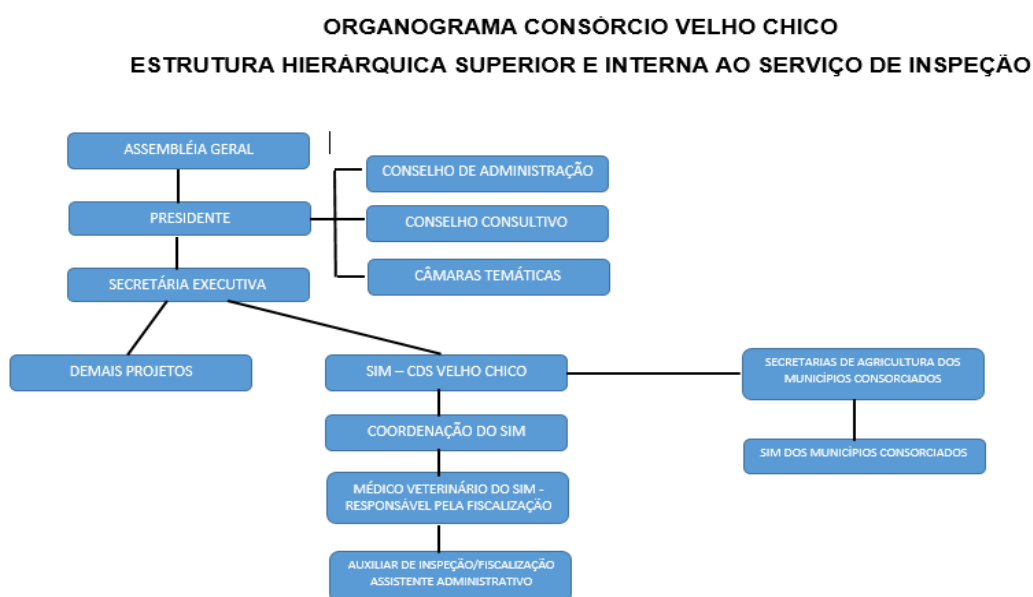 ORGANOGRAMA CONSÓRCIO VELHO CHICO
ESTRUTURA HIERÁRQUICA SUPERIOR E INTERNA AO SERVIÇO DE INSPEÇÃO
ASSEMBLÉIA GERAL
CONSELHO DE ADMINISTRAÇÃO
PRESIDENTE
CONSELHO CONSULTIVO
SECRETÁRIA EXECUTIVA
CÂMARAS TEMÁTICAS
DEMAIS PROJETOS
SIM – CDS VELHO CHICO
SECRETARIAS DE AGRICULTURA DOS
MUNICÍPIOS CONSORCIADOS
COORDENAÇÃO DO SIM
SIM DOS MUNICÍPIOS CONSORCIADOS
MÉDICO VETERINÁRIO DO SIM -
RESPONSÁVEL PELA FISCALIZAÇÃO
AUXILIAR DE INSPEÇÃO/FISCALIZAÇÃO
ASSISTENTE ADMINISTRATIVO